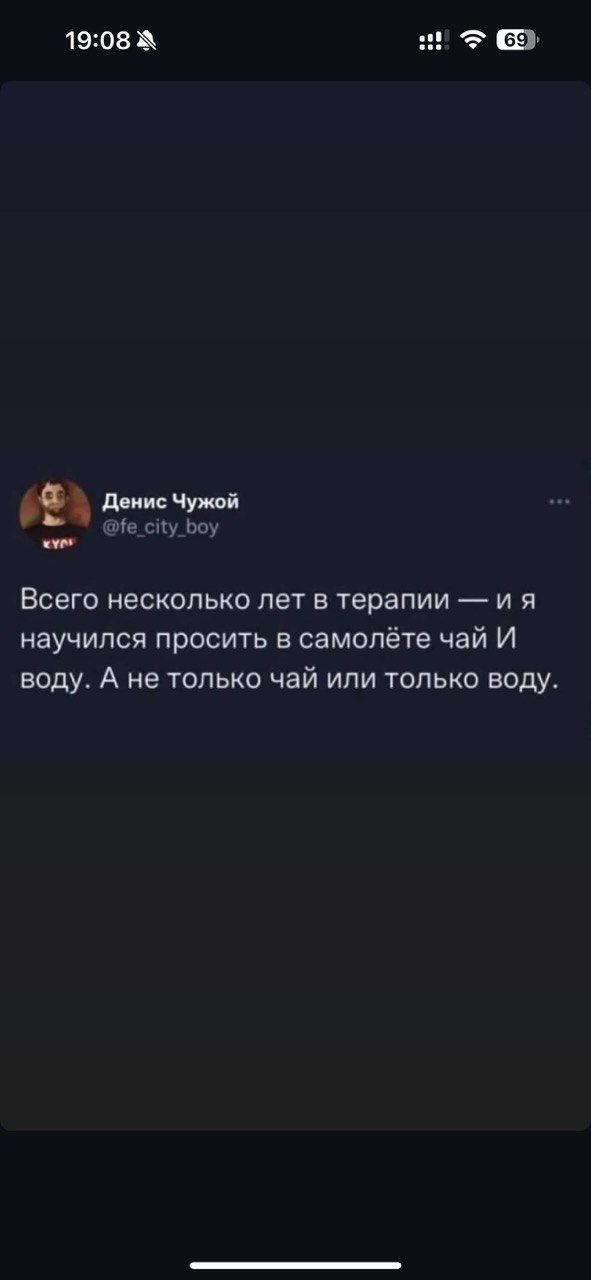 19:08
69
Денис Чужой
@fe_city_boy
КУСЬ
Всего несколько лет в терапии — и я
научился просить в самолёте чай И
воду. А не только чай или только воду.